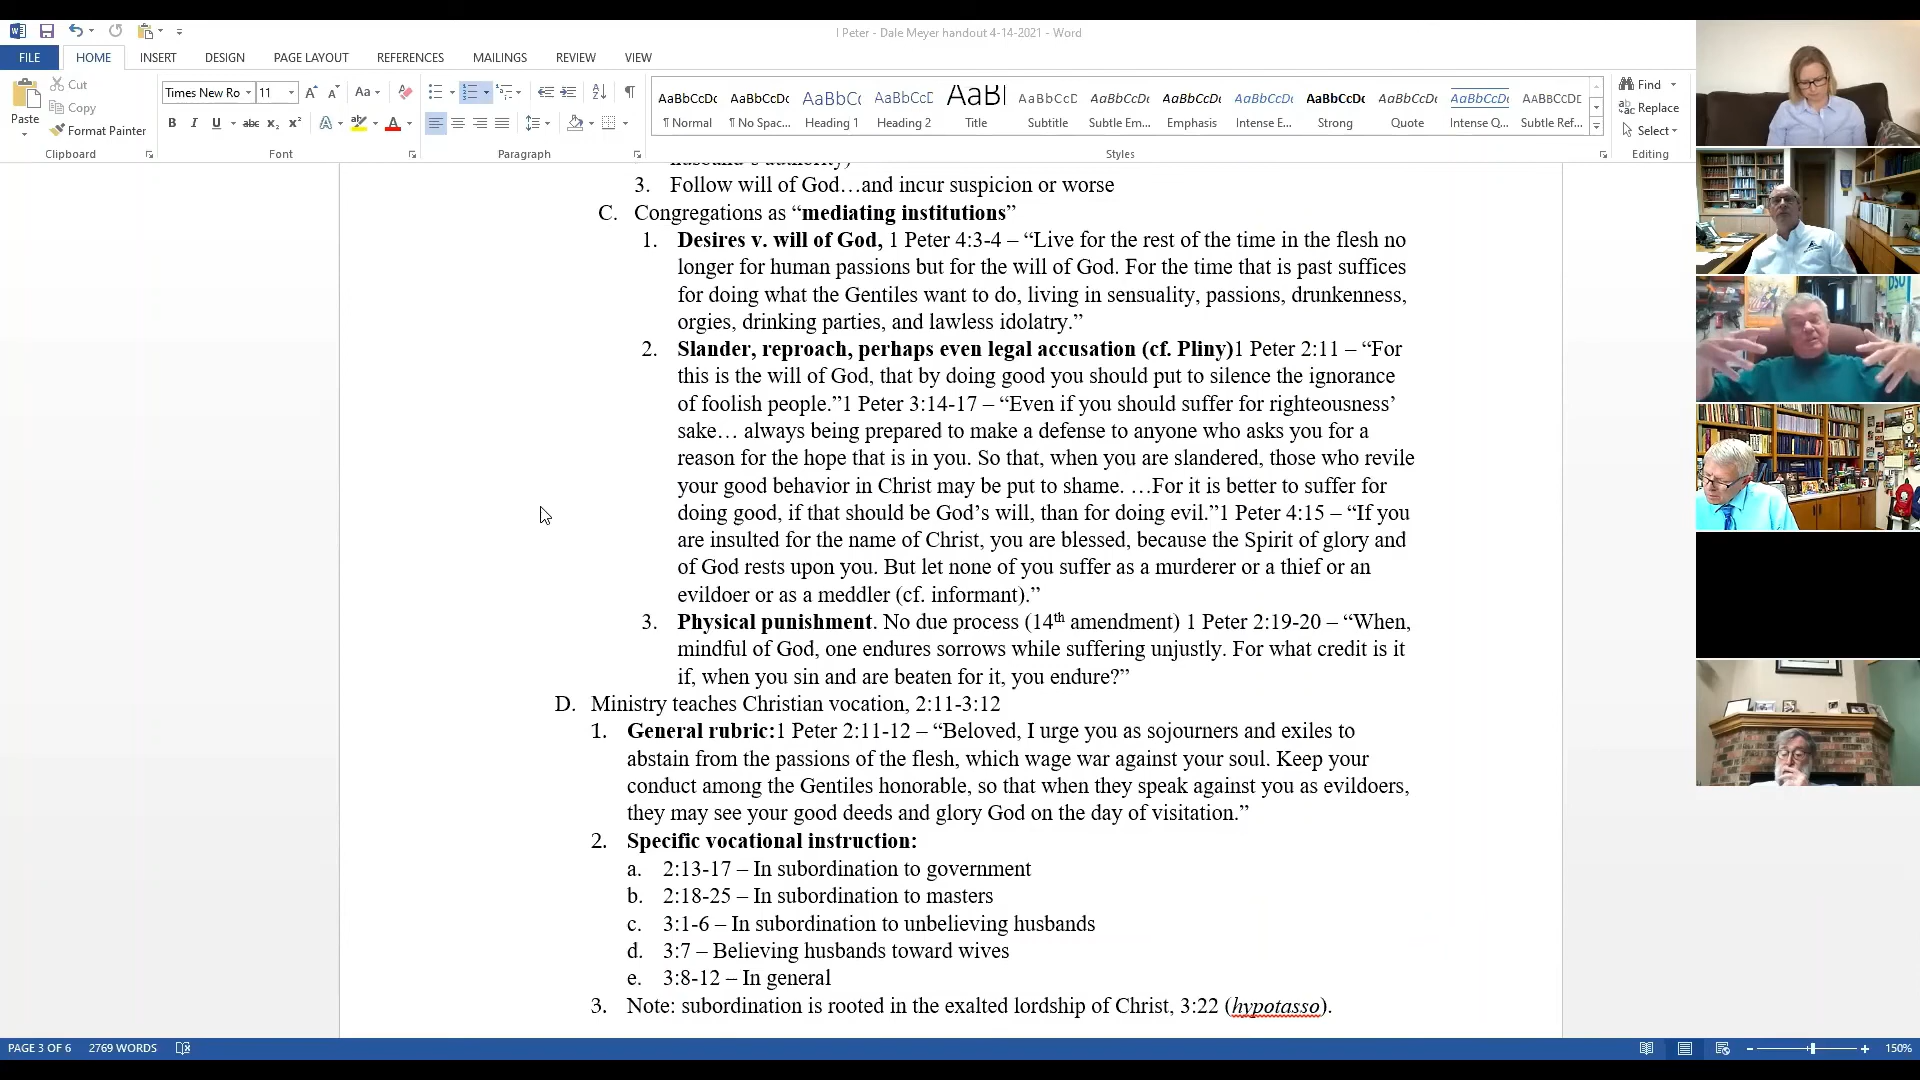 I Peter - Dale Meyer handout 4-14-2021 - Word
FILE HOME INSERT DESIGN PAGE LAYOUT REFERENCES MAILINGS REVIEW VIEW
Cut
Copy
Paste
Format Painter
Clipboard
Times New Ro 11
Font
Paragraph
AaBbCcDc AaBbCcDc AaBbCc AaBbCcD AaBl AaBbCcD AaBbCcDc AaBbCcDc AaBbCcDc AaBbCcDc AaBbCcDc AaBbCcDc AaBbCcDc
¶ Normal ¶ No Spac... Heading 1 Heading 2 Title Subtitle Subtle Em... Emphasis Intense E... Strong Quote Intense Q... Subtle Ref...
Styles
Find
Replace
Select
Editing
husband's authority)
3. Follow will of God…and incur suspicion or worse
C. Congregations as “mediating institutions”
1. Desires v. will of God, 1 Peter 4:3-4 – “Live for the rest of the time in the flesh no
longer for human passions but for the will of God. For the time that is past suffices
for doing what the Gentiles want to do, living in sensuality, passions, drunkenness,
orgies, drinking parties, and lawless idolatry.”
2. Slander, reproach, perhaps even legal accusation (cf. Pliny)1 Peter 2:11 – “For
this is the will of God, that by doing good you should put to silence the ignorance
of foolish people.”1 Peter 3:14-17 – “Even if you should suffer for righteousness’
sake… always being prepared to make a defense to anyone who asks you for a
reason for the hope that is in you. So that, when you are slandered, those who revile
your good behavior in Christ may be put to shame. …For it is better to suffer for
doing good, if that should be God’s will, than for doing evil.”1 Peter 4:15 – “If you
are insulted for the name of Christ, you are blessed, because the Spirit of glory and
of God rests upon you. But let none of you suffer as a murderer or a thief or an
evildoer or as a meddler (cf. informant).”
3. Physical punishment. No due process (14th amendment) 1 Peter 2:19-20 – “When,
mindful of God, one endures sorrows while suffering unjustly. For what credit is it
if, when you sin and are beaten for it, you endure?”
D. Ministry teaches Christian vocation, 2:11-3:12
1. General rubric:1 Peter 2:11-12 – “Beloved, I urge you as sojourners and exiles to
abstain from the passions of the flesh, which wage war against your soul. Keep your
conduct among the Gentiles honorable, so that when they speak against you as evildoers,
they may see your good deeds and glory God on the day of visitation.”
2. Specific vocational instruction:
a. 2:13-17 – In subordination to government
b. 2:18-25 – In subordination to masters
c. 3:1-6 – In subordination to unbelieving husbands
d. 3:7 – Believing husbands toward wives
e. 3:8-12 – In general
3. Note: subordination is rooted in the exalted lordship of Christ, 3:22 (hypotasso).
PAGE 3 OF 6 2769 WORDS
150%